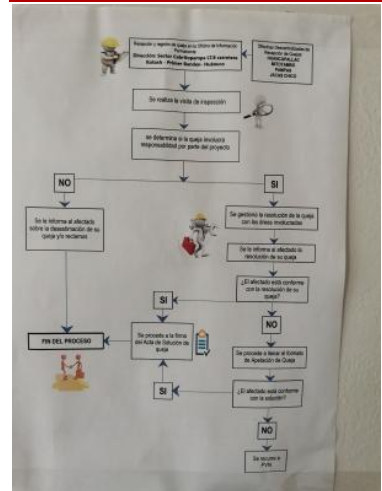 Recepción y registro de queja en la Oficina de Información
Permanente
Se realiza la visita de inspección
se determina si la queja involucra
responsabilidad por parte del proyecto
NO
SI
Se le informa al afectado
sobre la desestimación de su
queja y/o reclamo
Se gestiona la resolución de la queja
con las áreas involucradas
Se le informa al afectado la
resolución de su queja
¿El afectado está conforme
con la resolución de su
queja?
SI
NO
Se procede a la firma
del Acta de Solución de
queja
FIN DEL PROCESO
Se procede a llenar el formato
de Apelación de Queja
¿El afectado está conforme
con la solución?
SI
NO
Se recurre a
PVN